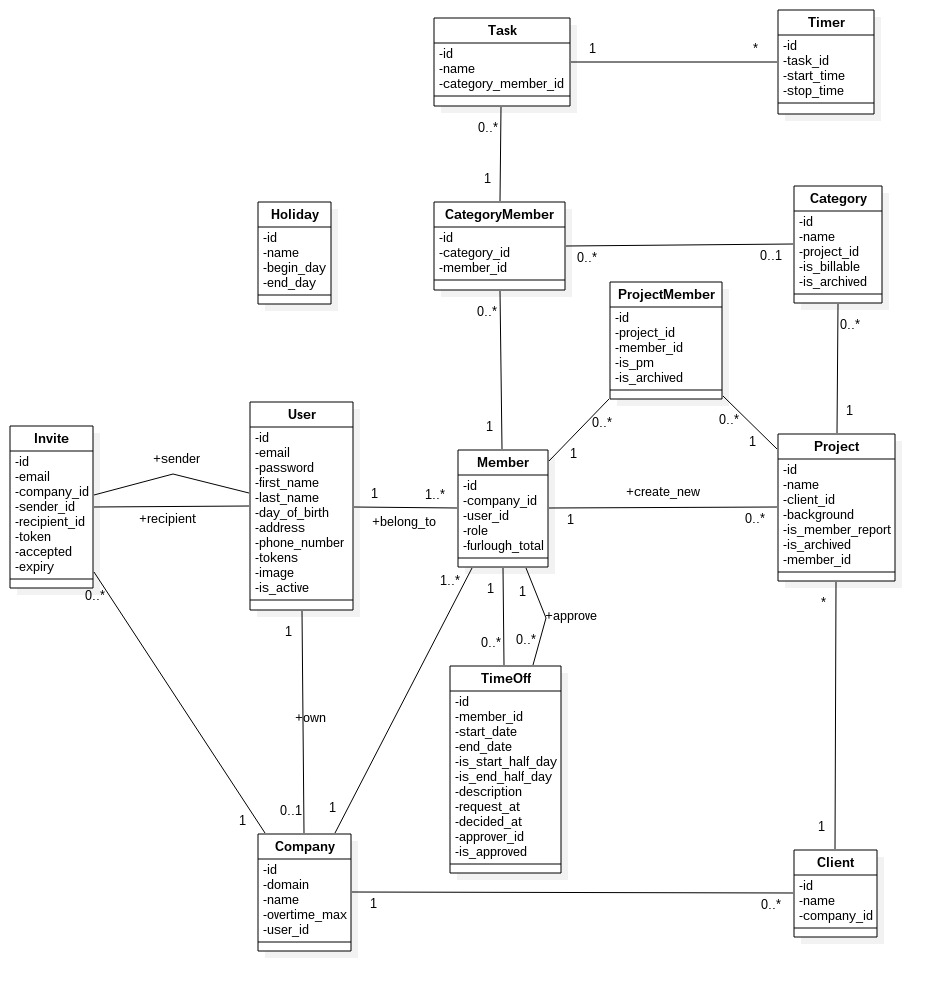 Task
-id
-name
-category_member_id
1
*
Timer
-id
-task_id
-start_time
-stop_time
0..*
1
Holiday
-id
-name
-begin_day
-end_day
CategoryMember
-id
-category_id
-member_id
0..*
0..1
Category
-id
-name
-project_id
-is_billable
-is_archived
ProjectMember
-id
-project_id
-member_id
-is_pm
-is_archived
0..*
1
0..*
1
0..*
1
0..*
1
Invite
-id
-email
-company_id
-sender_id
-recipient_id
-token
-accepted
-expiry
+sender
+recipient
User
-id
-email
-password
-first_name
-last_name
-day_of_birth
-address
-phone_number
-tokens
-image
-is_active
1
1..*
+belong_to
Member
-id
-company_id
-user_id
-role
-furlough_total
+create_new
1
0..*
Project
-id
-name
-client_id
-background
-is_member_report
-is_archived
-member_id
0..*
1
1
+own
0..1
1..*
1
1
0..*
1
+approve
0..*
*
1
TimeOff
-id
-member_id
-start_date
-end_date
-is_start_half_day
-is_end_half_day
-description
-request_at
-decided_at
-approver_id
-is_approved
Company
-id
-domain
-name
-overtime_max
-user_id
1
0..*
Client
-id
-name
-company_id